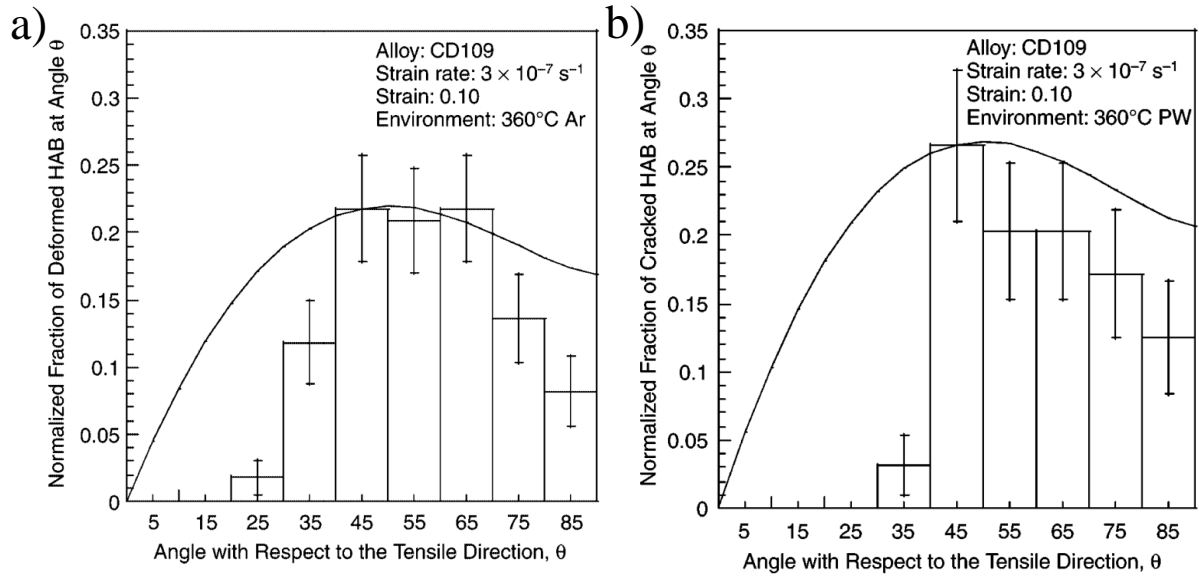 a)
Normalized Fraction of Deformed HAB at Angle θ
0.35
0.3
0.25
0.2
0.15
0.1
0.05
0
Alloy: CD109
Strain rate: 3 × 10⁻⁷ s⁻¹
Strain: 0.10
Environment: 360°C Ar
5 15 25 35 45 55 65 75 85
Angle with Respect to the Tensile Direction, θ
b)
Normalized Fraction of Cracked HAB at Angle θ
0.35
0.3
0.25
0.2
0.15
0.1
0.05
0
Alloy: CD109
Strain rate: 3 × 10⁻⁷ s⁻¹
Strain: 0.10
Environment: 360°C PW
5 15 25 35 45 55 65 75 85
Angle with Respect to the Tensile Direction, θ